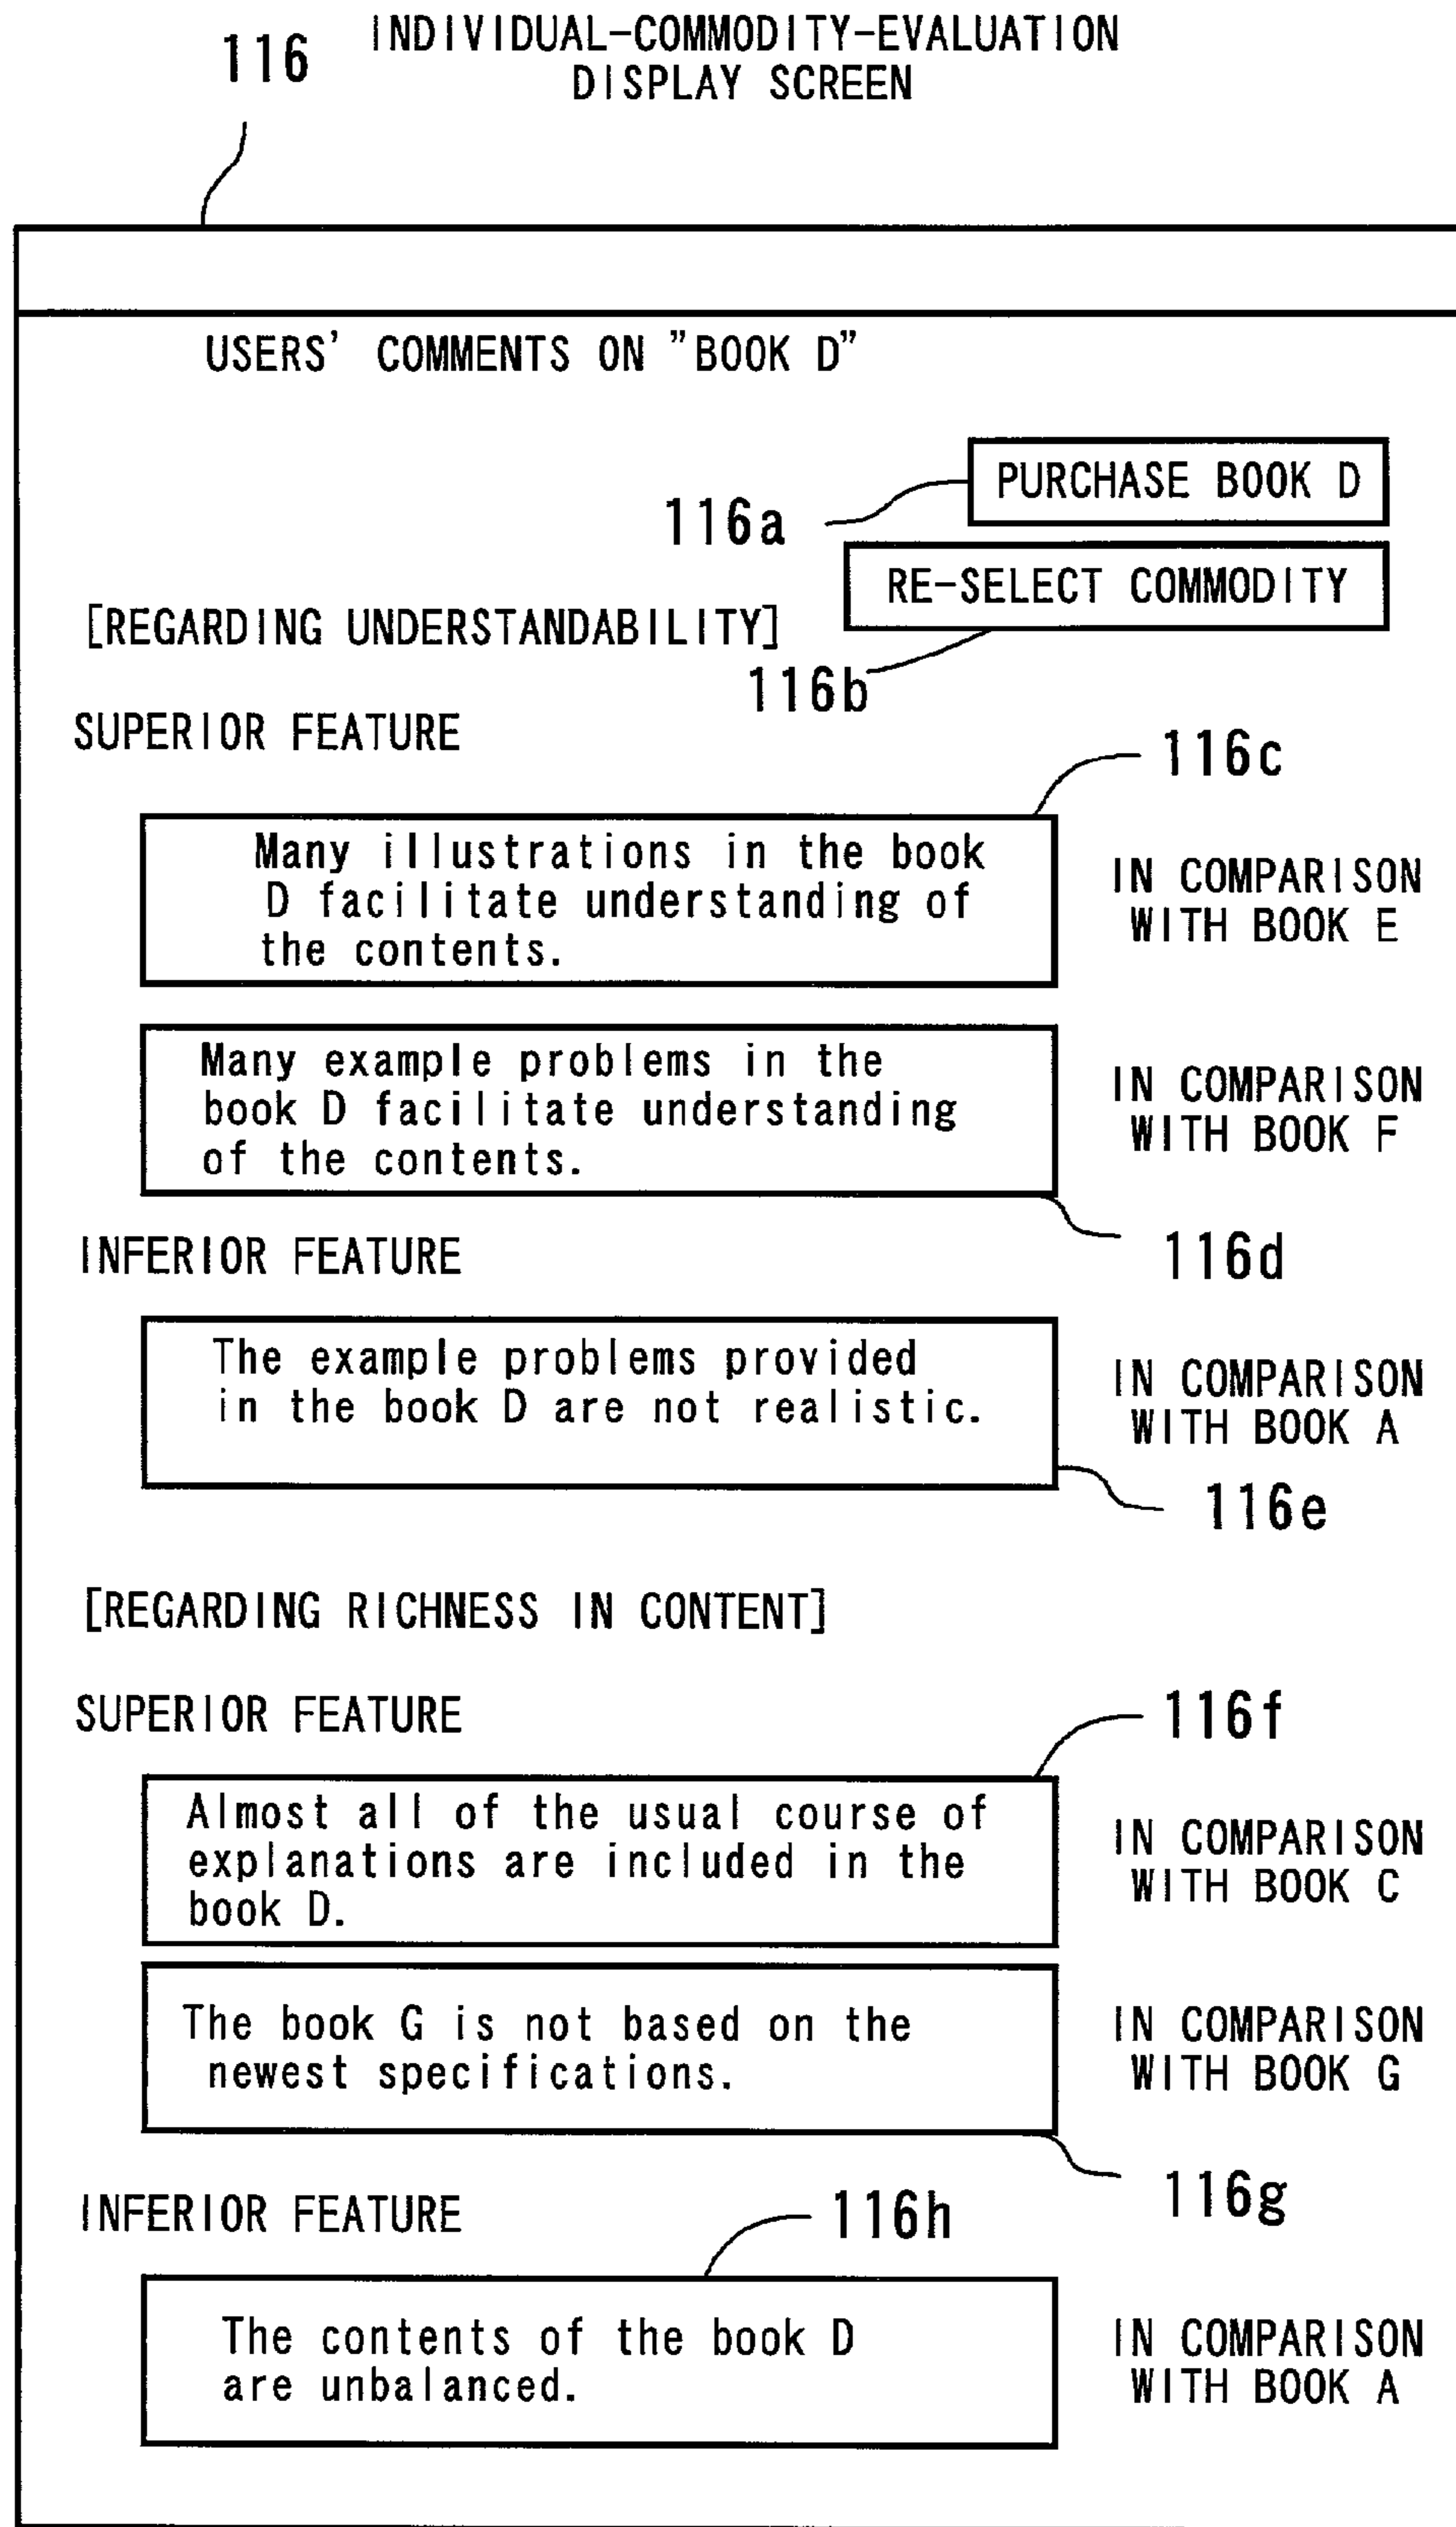 116
INDIVIDUAL-COMMODITY-EVALUATION
DISPLAY SCREEN
USERS' COMMENTS ON "BOOK D"
PURCHASE BOOK D
116a
RE-SELECT COMMODITY
[REGARDING UNDERSTANDABILITY]
116b
SUPERIOR FEATURE
116c
Many illustrations in the book
D facilitate understanding of
the contents.
IN COMPARISON
WITH BOOK E
Many example problems in the
book D facilitate understanding
of the contents.
IN COMPARISON
WITH BOOK F
116d
INFERIOR FEATURE
The example problems provided
in the book D are not realistic.
IN COMPARISON
WITH BOOK A
116e
[REGARDING RICHNESS IN CONTENT]
SUPERIOR FEATURE
116f
Almost all of the usual course of
explanations are included in the
book D.
IN COMPARISON
WITH BOOK C
The book G is not based on the
newest specifications.
IN COMPARISON
WITH BOOK G
116g
INFERIOR FEATURE
116h
The contents of the book D
are unbalanced.
IN COMPARISON
WITH BOOK A